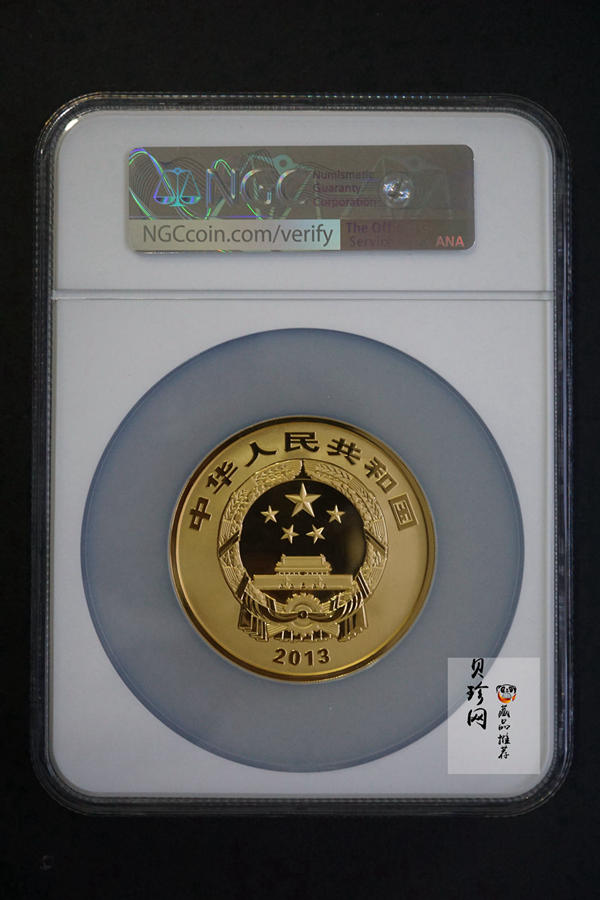 NGC
Numismatic
Guaranty
Corporation
NGCcoin.com/verify
The Offi
Service
ANA
中华人民共和国
2013
贝珍网
藏品推荐